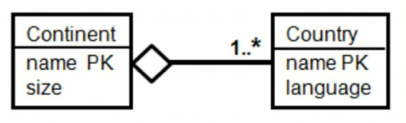 Continent
name PK
size
1..*
Country
name PK
language